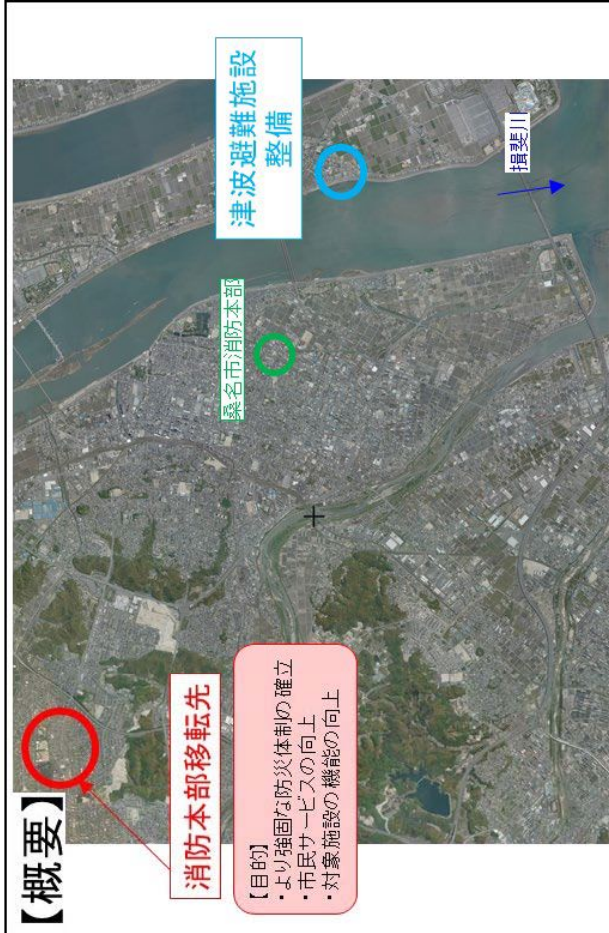 【概要】
消防本部移転先
【目的】
・より強固な防災体制の確立
・市民サービスの向上
・対象施設の機能の向上
桑名市消防本部
津波避難施設
整備
揖斐川